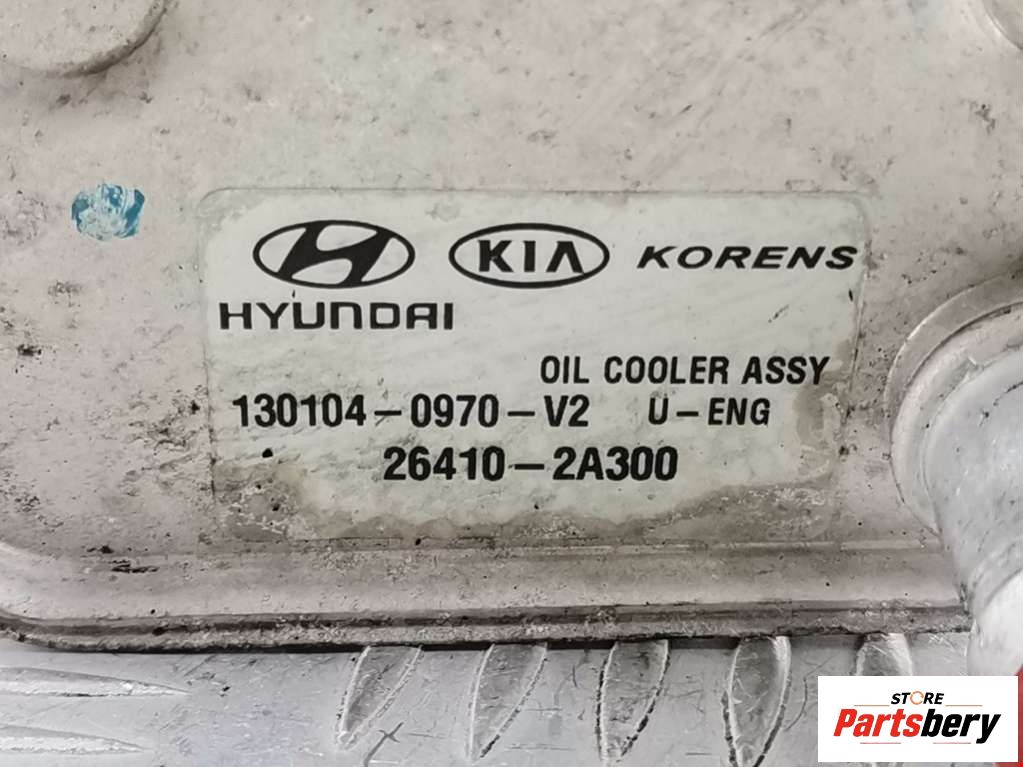 KIA KORENS
HYUNDAI
OIL COOLER ASSY
130104-0970-V2 U-ENG
26410-2A300
STORE
Partsbery